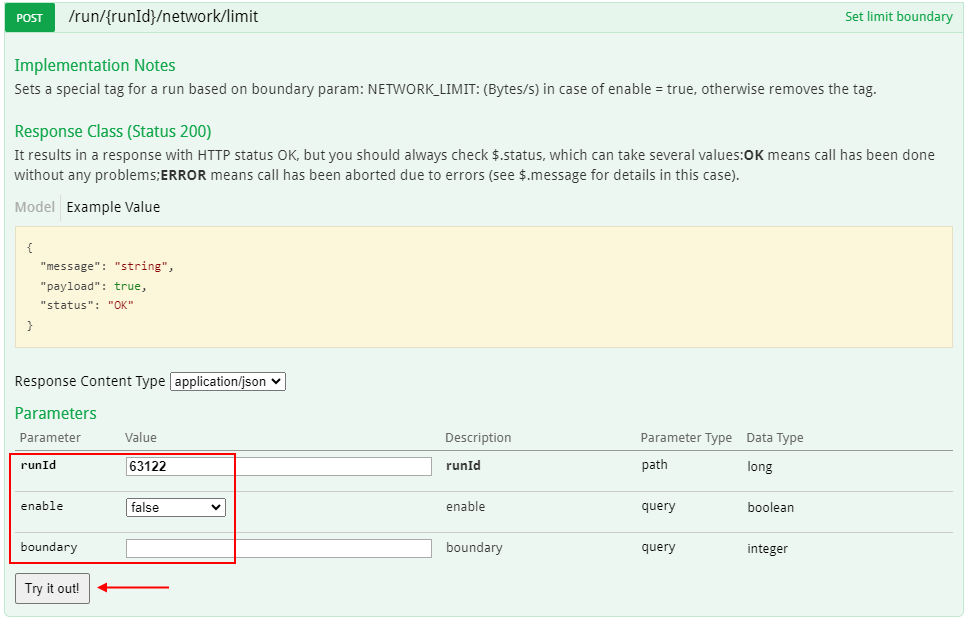 POST /run/{runId}/network/limit Set limit boundary
Implementation Notes
Sets a special tag for a run based on boundary param: NETWORK_LIMIT: (Bytes/s) in case of enable = true, otherwise removes the tag.
Response Class (Status 200)
It results in a response with HTTP status OK, but you should always check $.status, which can take several values:OK means call has been done
without any problems;ERROR means call has been aborted due to errors (see $.message for details in this case).
Model Example Value
{
"message": "string",
"payload": true,
"status": "OK"
}
Response Content Type application/json
Parameters
Parameter Value Description Parameter Type Data Type
runId 63122 runId path long
enable false enable query boolean
boundary boundary query integer
Try it out!